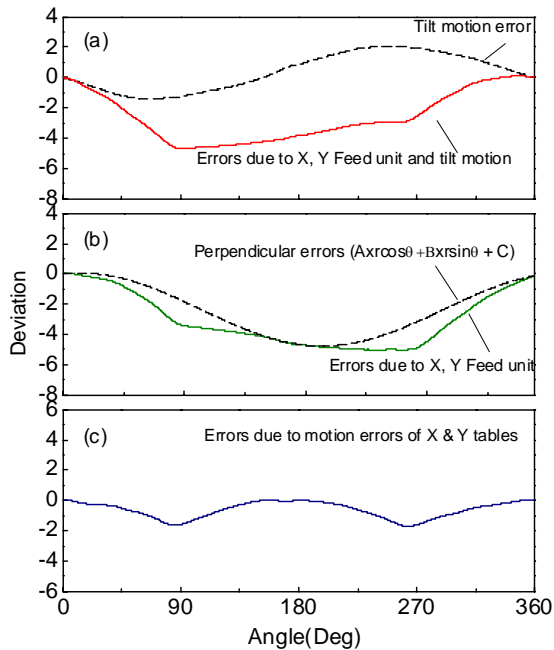 4
(a)
Tilt motion error
2
0
-2
-4
Errors due to X, Y Feed unit and tilt motion
-6
-8
6
4
(b)
Perpendicular errors (Axrcosθ +Bxrsinθ + C)
2
0
-2
-4
-6
Errors due to X, Y Feed unit
-8
Deviation
6
(c)
Errors due to motion errors of X & Y tables
4
2
0
-2
-4
-6
0
90
180
270
360
Angle(Deg)